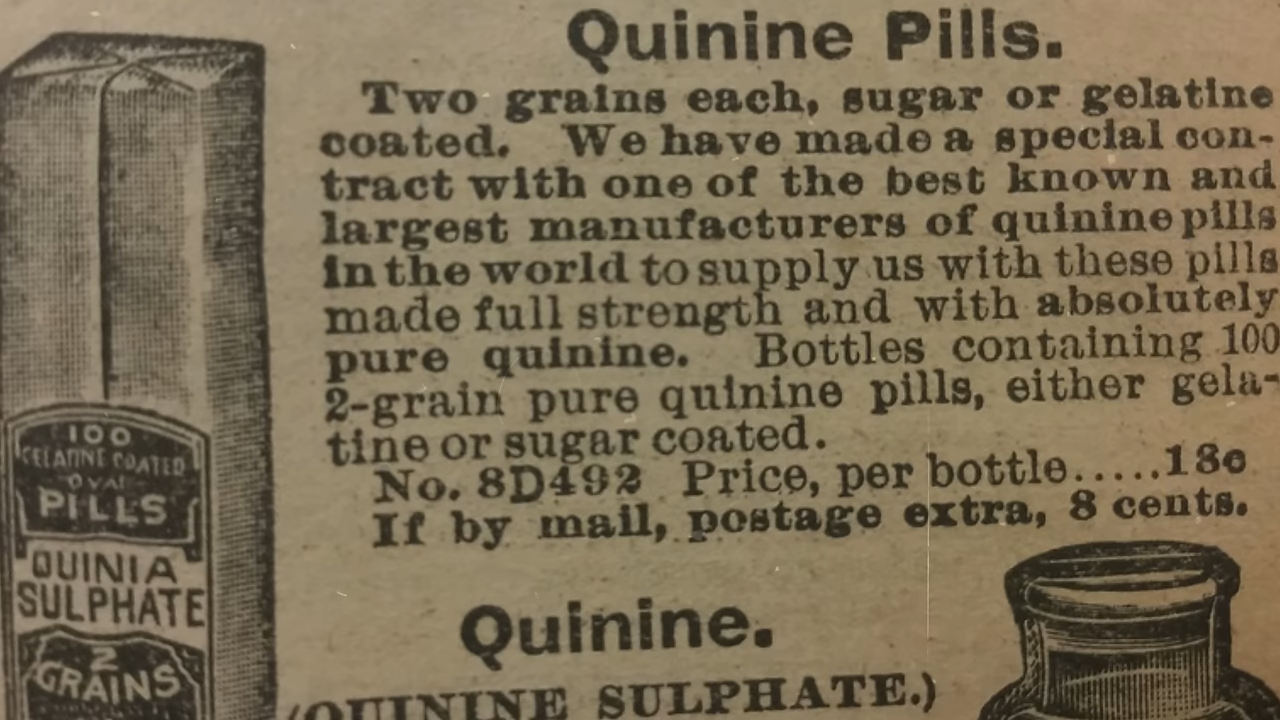 Quinine Pills.
Two grains each, sugar or gelatine
coated. We have made a special con-
tract with one of the best known and
largest manufacturers of quinine pills
in the world to supply us with these pills
made full strength and with absolutely
pure quinine. Bottles containing 100
2-grain pure quinine pills, either gela-
tine or sugar coated.
No. 8D492 Price, per bottle.....18c
If by mail, postage extra, 8 cents.
100
GELATINE COATED
OVAL
PILLS
QUINIA
SULPHATE
2
GRAINS
Quinine.
(QUININE SULPHATE.)